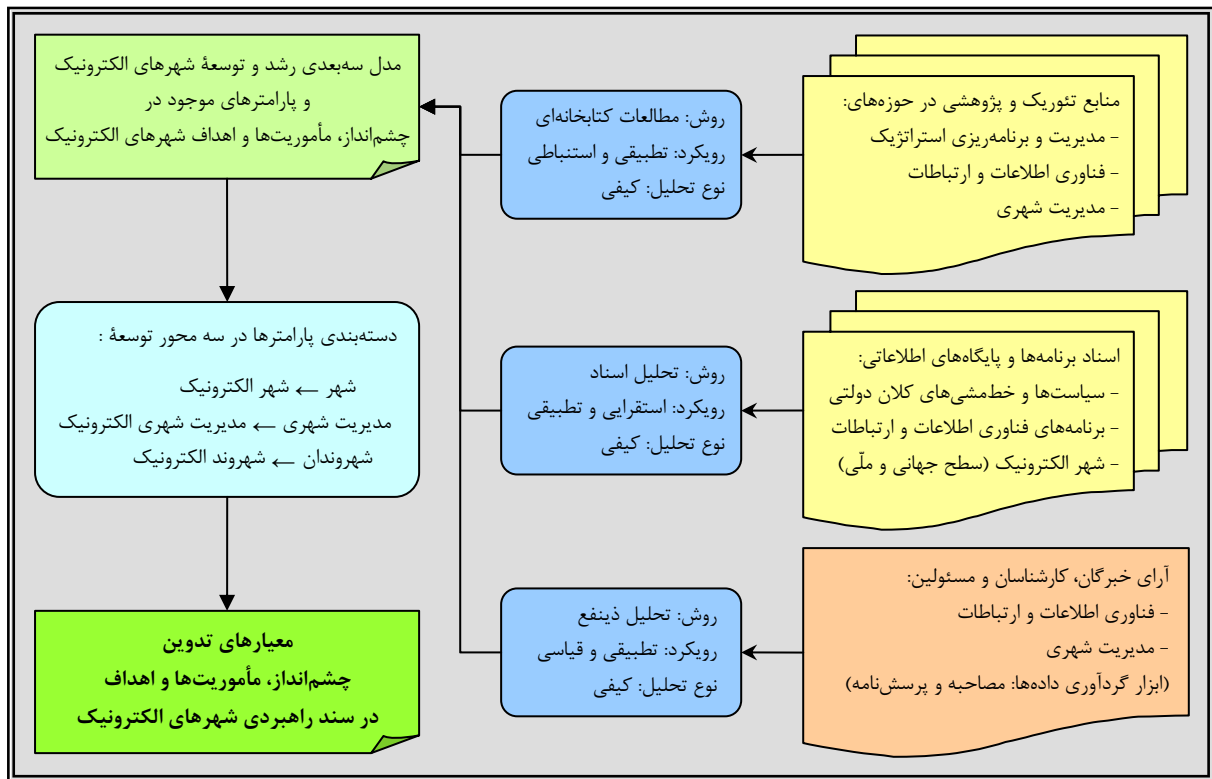 منابع تئوریک و پژوهشی در حوزه‌های:
- مدیریت و برنامه‌ریزی استراتژیک
- فناوری اطلاعات و ارتباطات
- مدیریت شهری
روش: مطالعات کتابخانه‌ای
رویکرد: تطبیقی و استنباطی
نوع تحلیل: کیفی
مدل سه‌بعدی رشد و توسعۀ شهرهای الکترونیک
و پارامترهای موجود در
چشم‌انداز، مأموریت‌ها و اهداف شهرهای الکترونیک
اسناد برنامه‌ها و پایگاه‌های اطلاعاتی:
- سیاست‌ها و خط‌مشی‌های کلان دولتی
- برنامه‌های فناوری اطلاعات و ارتباطات
- شهر الکترونیک (سطح جهانی و ملّی)
روش: تحلیل اسناد
رویکرد: استقرایی و تطبیقی
نوع تحلیل: کیفی
دسته‌بندی پارامترها در سه محور توسعۀ :
شهر ← شهر الکترونیک
مدیریت شهری ← مدیریت شهری الکترونیک
شهروندان ← شهروند الکترونیک
آرای خبرگان، کارشناسان و مسئولین:
- فناوری اطلاعات و ارتباطات
- مدیریت شهری
(ابزار گردآوری داده‌ها: مصاحبه و پرسش‌نامه)
روش: تحلیل ذینفع
رویکرد: تطبیقی و قیاسی
نوع تحلیل: کیفی
معیارهای تدوین
چشم‌انداز، مأموریت‌ها و اهداف
در سند راهبردی شهرهای الکترونیک